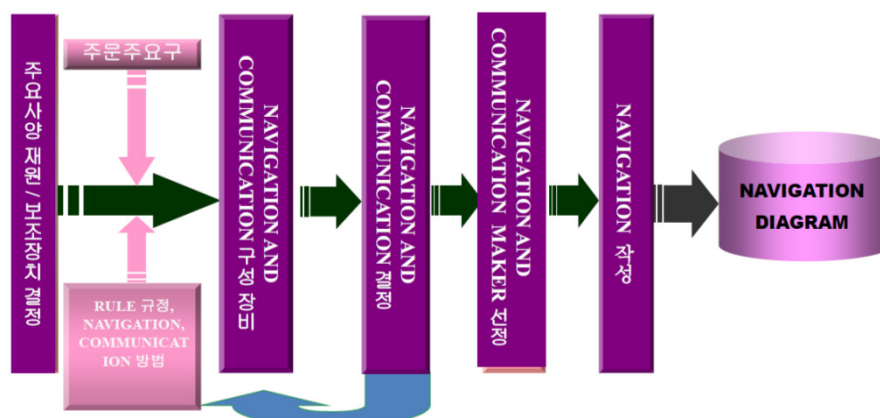 주요사양 재원 / 보조장치 결정
주문주요구
RULE 규정,
NAVIGATION,
COMMUNICAT
ION 방법
NAVIGATION AND
COMMUNICATION 구성 장비
NAVIGATION AND
COMMUNICATION 결정
NAVIGATION AND
COMMUNICATION MAKER 선정
NAVIGATION 작성
NAVIGATION
DIAGRAM